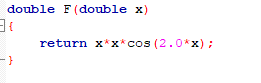 double F(double x)
{
    return x*x*cos(2.0*x);
}